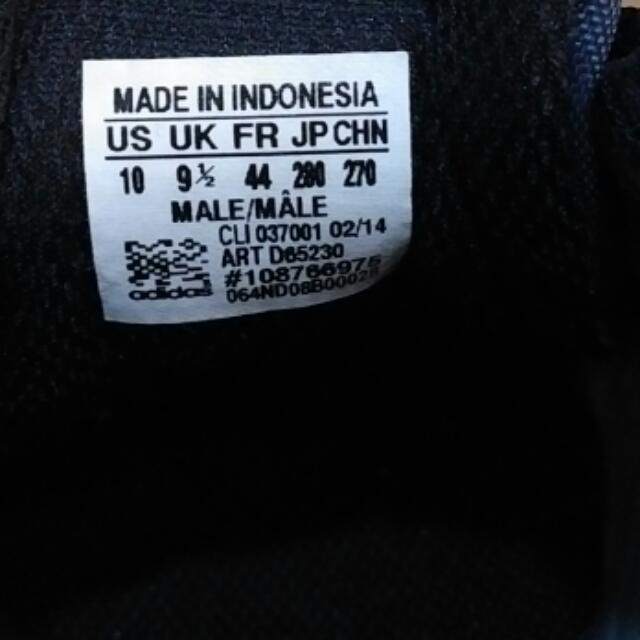 MADE IN INDONESIA
US UK FR JP CHN
10 9½ 44 280 270
MALE/MÂLE
CLI 037001 02/14
ART D65230
#108766975
adidas